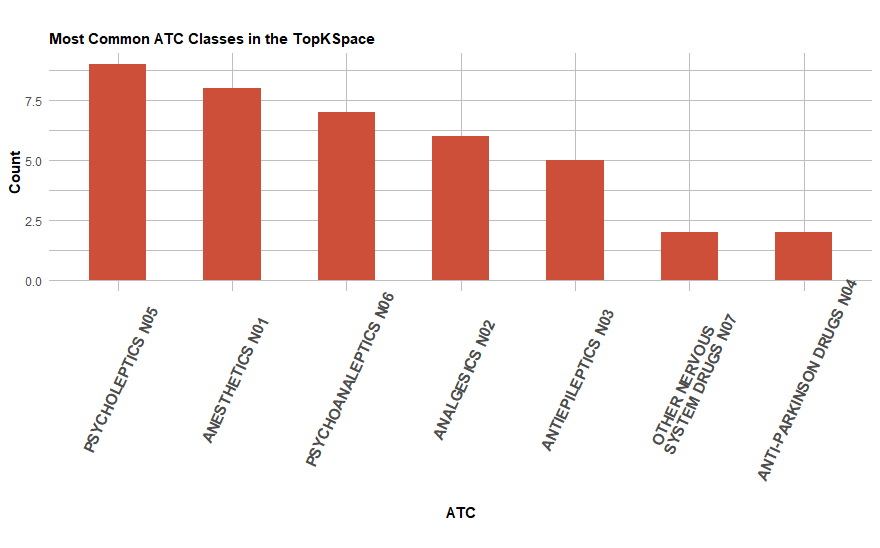 Most Common ATC Classes in the TopKSpace
Count
7.5
5.0
2.5
0.0
PSYCHOLEPTICS N05
ANESTHETICS N01
PSYCHOANALEPTICS N06
ANALGESICS N02
ANTIEPILEPTICS N03
OTHER NERVOUS
SYSTEM DRUGS N07
ANTI-PARKINSON DRUGS N04
ATC